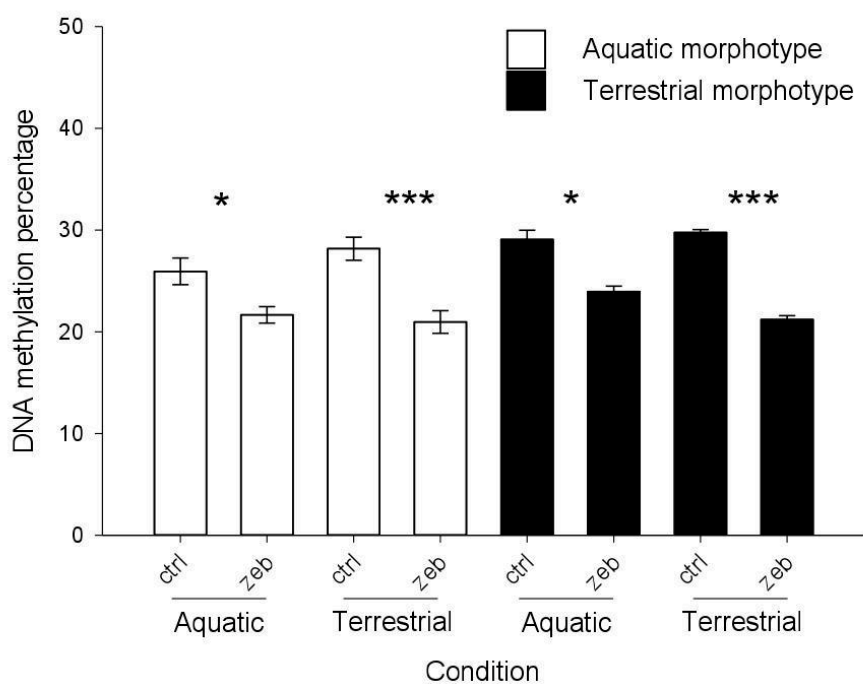 50
Aquatic morphotype
Terrestrial morphotype
40
DNA methylation percentage
* *** * ***
30
20
10
0
ctrl zeb ctrl zeb ctrl zeb ctrl zeb
Aquatic Terrestrial Aquatic Terrestrial
Condition